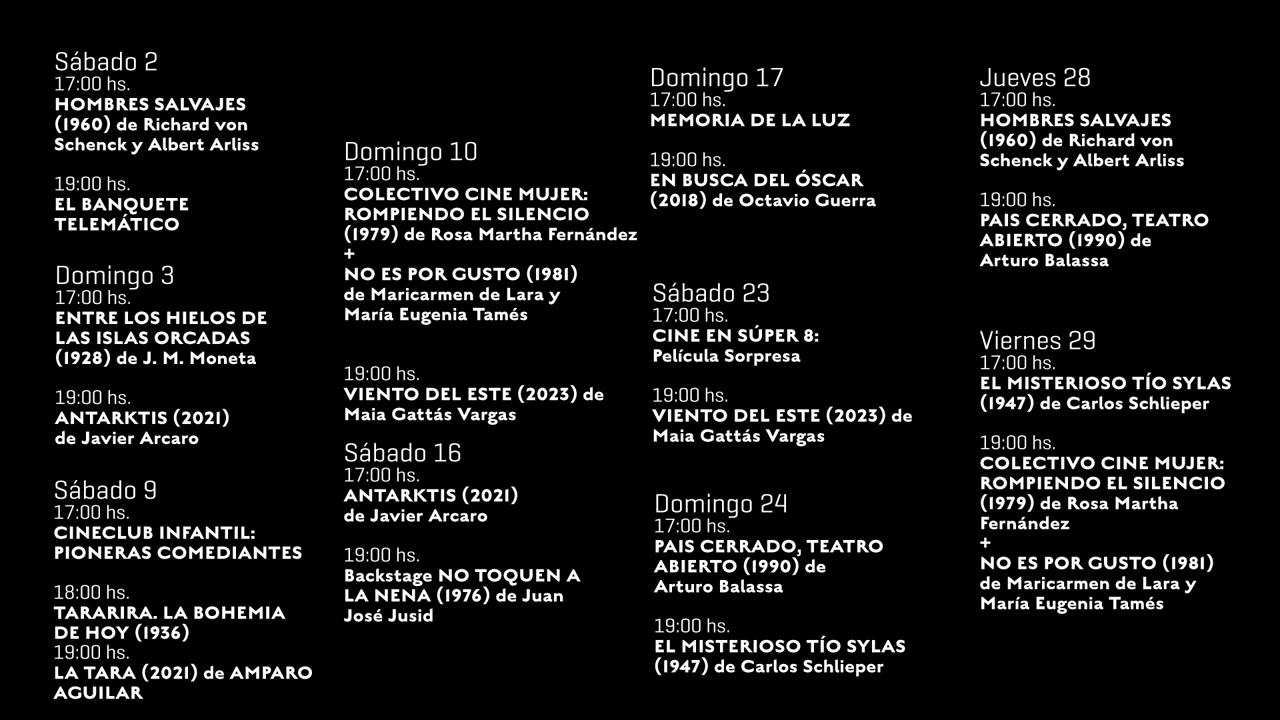 Sábado 2
17:00 hs.
HOMBRES SALVAJES
(1960) de Richard von
Schenck y Albert Arliss
19:00 hs.
EL BANQUETE
TELEMÁTICO
Domingo 3
17:00 hs.
ENTRE LOS HIELOS DE
LAS ISLAS ORCADAS
(1928) de J. M. Moneta
19:00 hs.
ANTARKTIS (2021)
de Javier Arcaro
Sábado 9
17:00 hs.
CINECLUB INFANTIL:
PIONERAS COMEDIANTES
18:00 hs.
TARARIRA. LA BOHEMIA
DE HOY (1936)
19:00 hs.
LA TARA (2021) de AMPARO
AGUILAR
Domingo 10
17:00 hs.
COLECTIVO CINE MUJER:
ROMPIENDO EL SILENCIO
(1979) de Rosa Martha Fernández
+
NO ES POR GUSTO (1981)
de Maricarmen de Lara y
María Eugenia Tamés
19:00 hs.
VIENTO DEL ESTE (2023) de
Maia Gattás Vargas
Sábado 16
17:00 hs.
ANTARKTIS (2021)
de Javier Arcaro
19:00 hs.
Backstage NO TOQUEN A
LA NENA (1976) de Juan
José Jusid
Domingo 17
17:00 hs.
MEMORIA DE LA LUZ
19:00 hs.
EN BUSCA DEL ÓSCAR
(2018) de Octavio Guerra
Sábado 23
17:00 hs.
CINE EN SÚPER 8:
Película Sorpresa
19:00 hs.
VIENTO DEL ESTE (2023) de
Maia Gattás Vargas
Domingo 24
17:00 hs.
PAIS CERRADO, TEATRO
ABIERTO (1990) de
Arturo Balassa
19:00 hs.
EL MISTERIOSO TÍO SYLAS
(1947) de Carlos Schlieper
Jueves 28
17:00 hs.
HOMBRES SALVAJES
(1960) de Richard von
Schenck y Albert Arliss
19:00 hs.
PAIS CERRADO, TEATRO
ABIERTO (1990) de
Arturo Balassa
Viernes 29
17:00 hs.
EL MISTERIOSO TÍO SYLAS
(1947) de Carlos Schlieper
19:00 hs.
COLECTIVO CINE MUJER:
ROMPIENDO EL SILENCIO
(1979) de Rosa Martha
Fernández
+
NO ES POR GUSTO (1981)
de Maricarmen de Lara y
María Eugenia Tamés